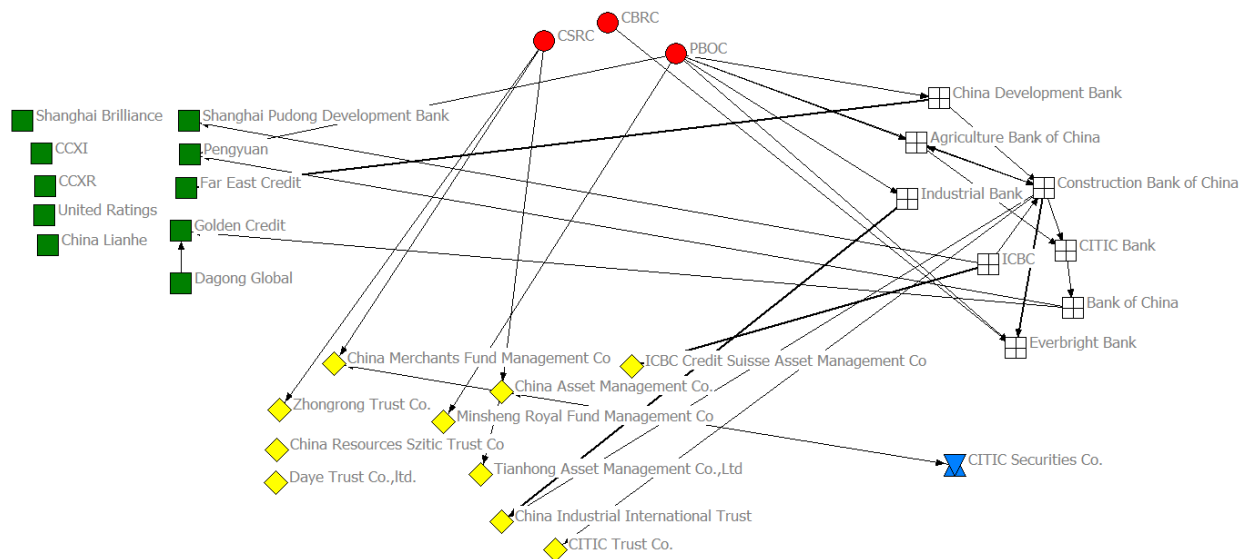 CBRC
CSRC
PBOC
China Development Bank
Shanghai Brilliance
Shanghai Pudong Development Bank
Agriculture Bank of China
CCXI
Pengyuan
CCXR
Far East Credit
Industrial Bank
Construction Bank of China
United Ratings
Golden Credit
China Lianhe
CITIC Bank
ICBC
Dagong Global
Bank of China
Everbright Bank
China Merchants Fund Management Co
ICBC Credit Suisse Asset Management Co
China Asset Management Co.
Zhongrong Trust Co.
Minsheng Royal Fund Management Co
China Resources Szitic Trust Co
CITIC Securities Co.
Tianhong Asset Management Co.,Ltd
Daye Trust Co.,ltd.
China Industrial International Trust
CITIC Trust Co.